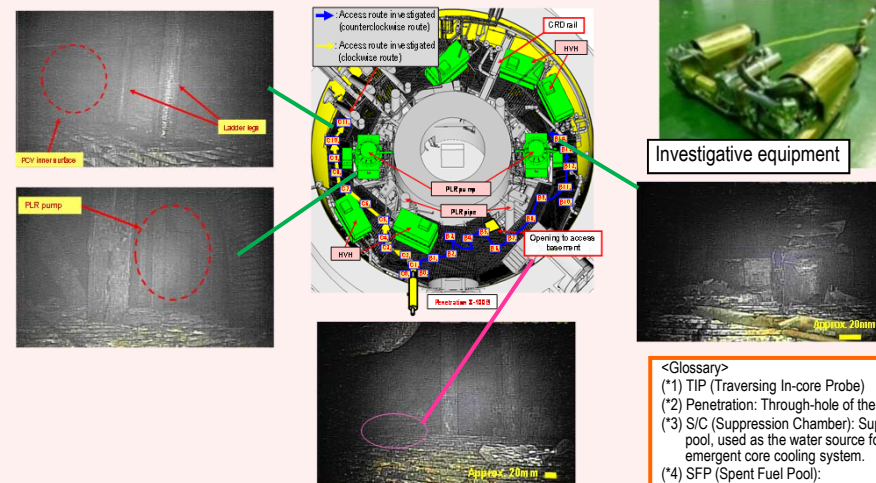 Ladder legs
PCV inner surface
PLR pump
: Access route investigated
(counterclockwise route)
: Access route investigated
(clockwise route)
CRD rail
HVH
PLR pump
PLR pipe
HVH
Opening to access
basement
Penetration X-100B
Investigative equipment
Approx. 20mm
Approx. 20mm
<Glossary>
(*1) TIP (Traversing In-core Probe)
(*2) Penetration: Through-hole of the
(*3) S/C (Suppression Chamber): Sup
pool, used as the water source fo
emergent core cooling system.
(*4) SFP (Spent Fuel Pool):